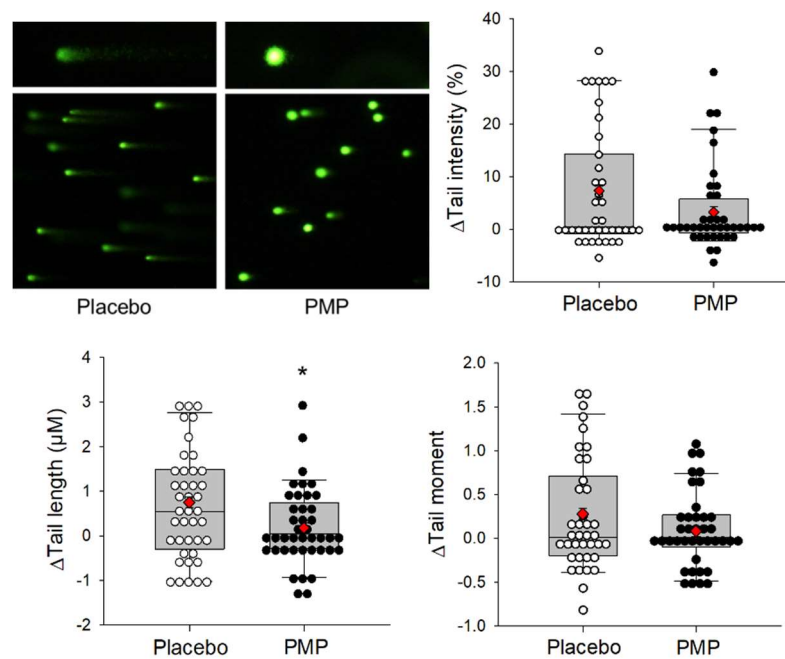 Placebo
PMP
ΔTail intensity (%)
40
30
20
10
0
-10
Placebo
PMP
ΔTail length (μM)
4
3
2
1
0
-1
-2
*
Placebo
PMP
ΔTail moment
2.0
1.5
1.0
0.5
0.0
-0.5
-1.0
Placebo
PMP